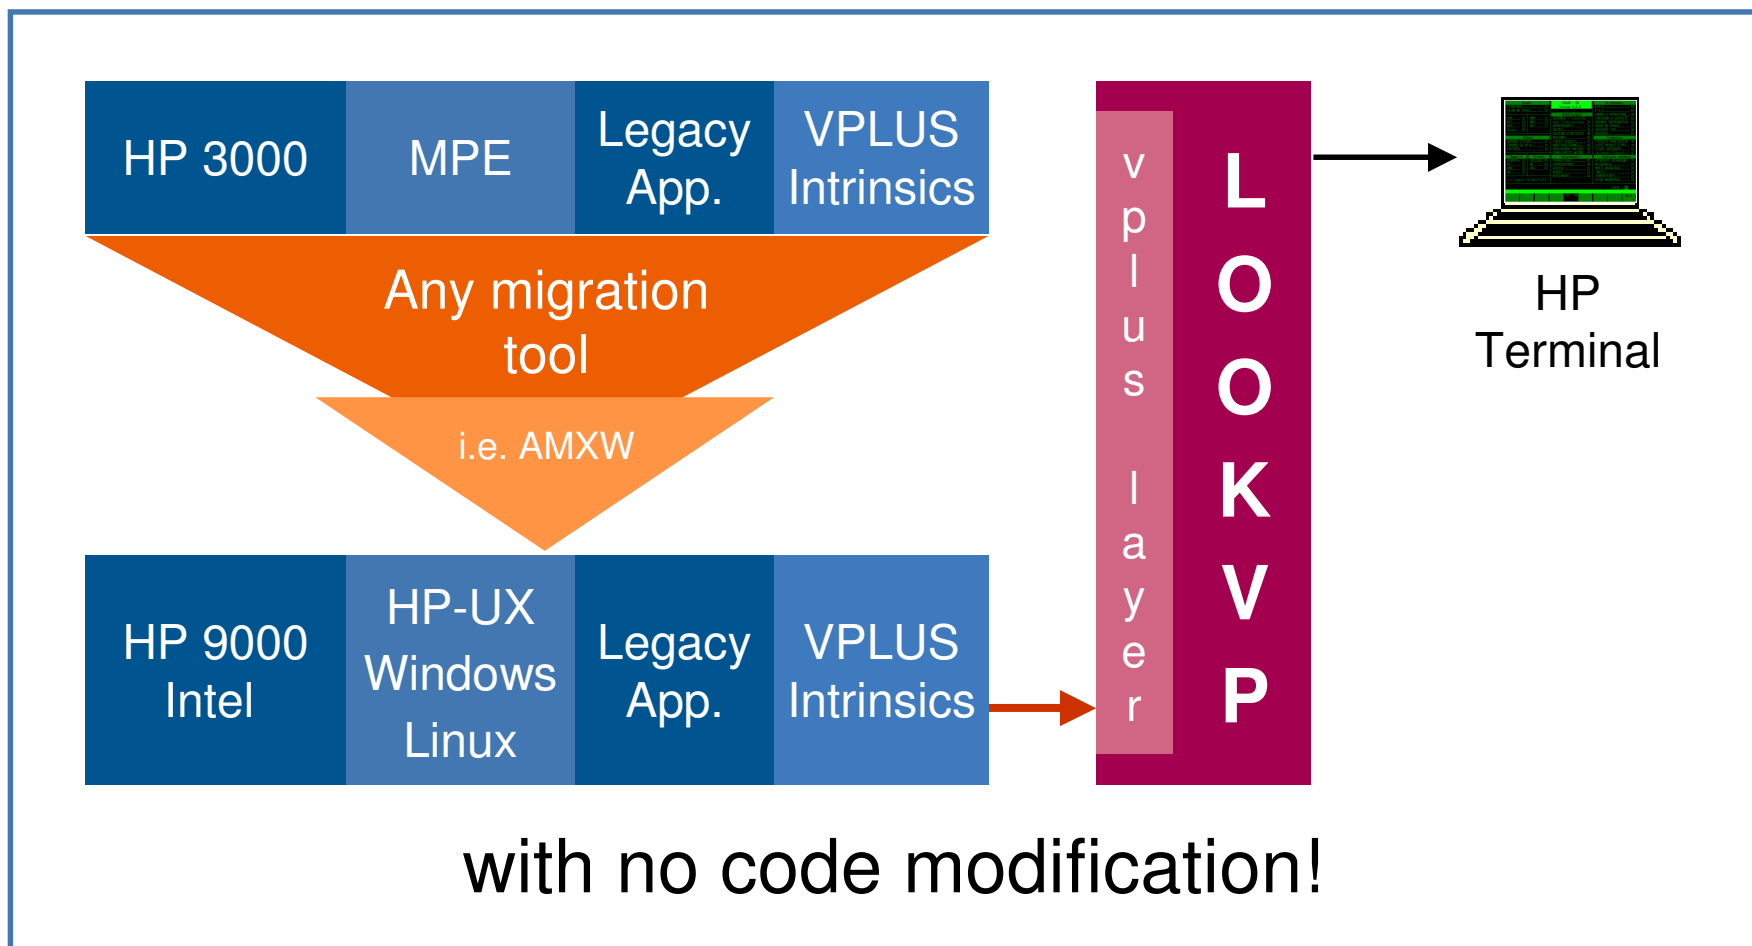 HP 3000
MPE
Legacy
App.
VPLUS
Intrinsics
Any migration
tool
i.e. AMXW
HP 9000
Intel
HP-UX
Windows
Linux
Legacy
App.
VPLUS
Intrinsics
vplus layer
LOOKVP
HP
Terminal
with no code modification!